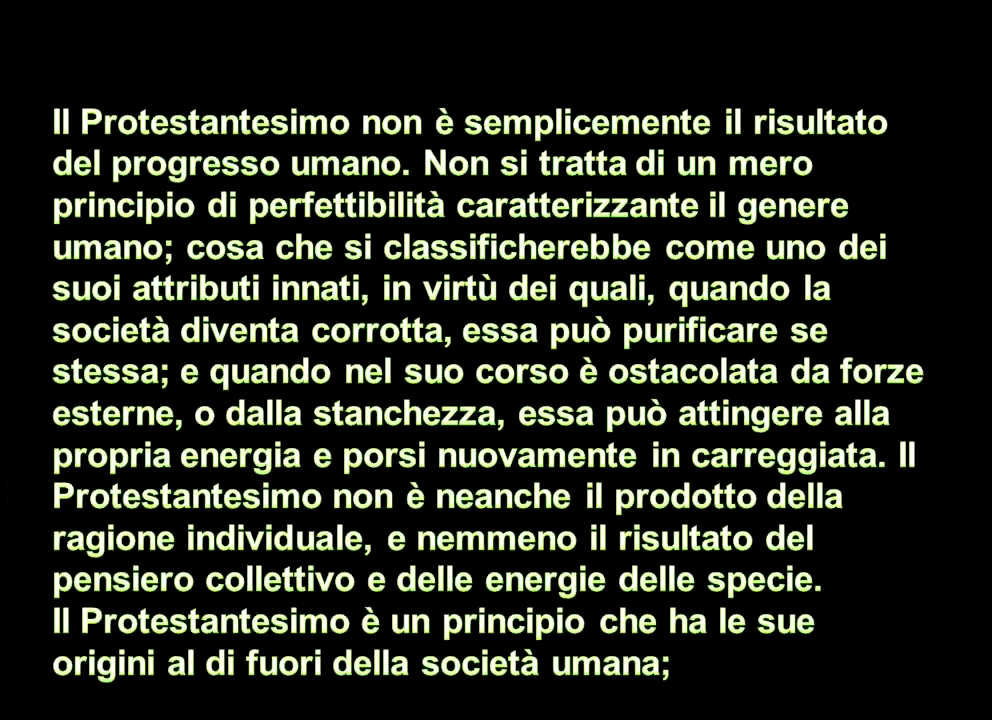 Il Protestantesimo non è semplicemente il risultato
del progresso umano. Non si tratta di un mero
principio di perfettibilità caratterizzante il genere
umano; cosa che si classificherebbe come uno dei
suoi attributi innati, in virtù dei quali, quando la
società diventa corrotta, essa può purificare se
stessa; e quando nel suo corso è ostacolata da forze
esterne, o dalla stanchezza, essa può attingere alla
propria energia e porsi nuovamente in carreggiata. Il
Protestantesimo non è neanche il prodotto della
ragione individuale, e nemmeno il risultato del
pensiero collettivo e delle energie delle specie.
Il Protestantesimo è un principio che ha le sue
origini al di fuori della società umana;